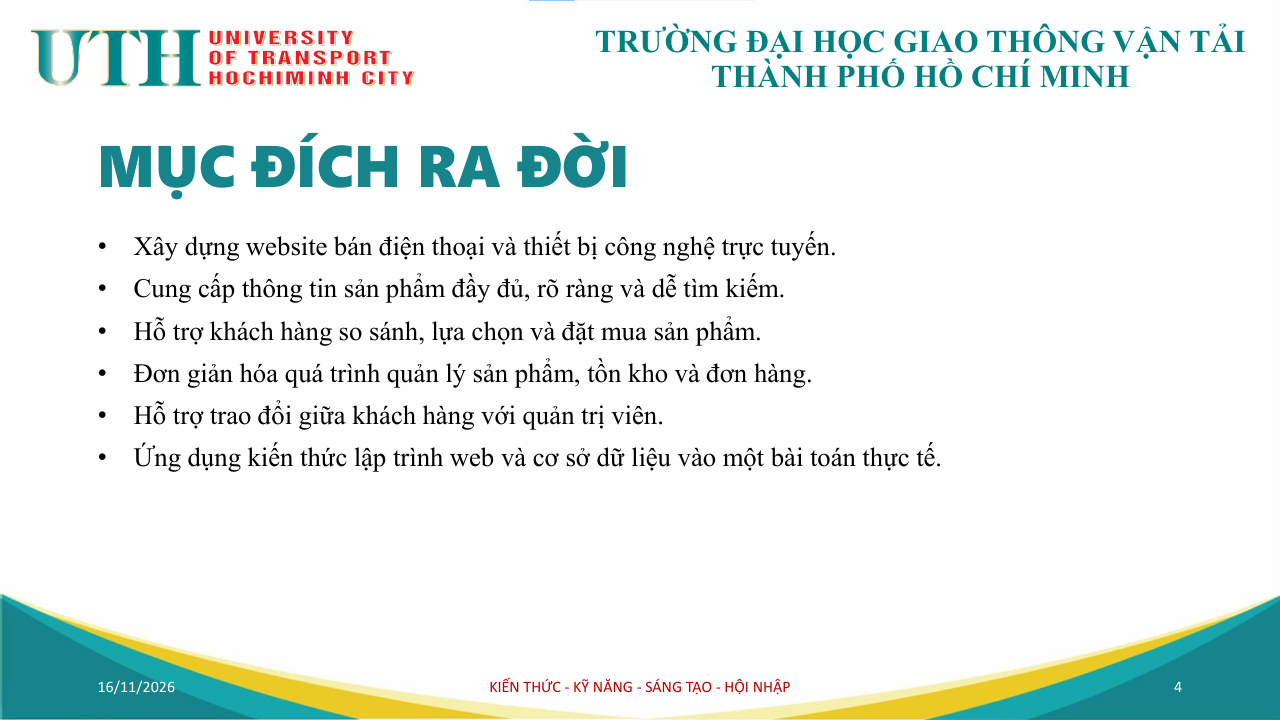 UTH UNIVERSITY
OF TRANSPORT
HOCHIMINH CITY
TRƯỜNG ĐẠI HỌC GIAO THÔNG VẬN TẢI
THÀNH PHỐ HỒ CHÍ MINH
MỤC ĐÍCH RA ĐỜI
• Xây dựng website bán điện thoại và thiết bị công nghệ trực tuyến.
• Cung cấp thông tin sản phẩm đầy đủ, rõ ràng và dễ tìm kiếm.
• Hỗ trợ khách hàng so sánh, lựa chọn và đặt mua sản phẩm.
• Đơn giản hóa quá trình quản lý sản phẩm, tồn kho và đơn hàng.
• Hỗ trợ trao đổi giữa khách hàng với quản trị viên.
• Ứng dụng kiến thức lập trình web và cơ sở dữ liệu vào một bài toán thực tế.
16/11/2026
KIẾN THỨC - KỸ NĂNG - SÁNG TẠO - HỘI NHẬP
4